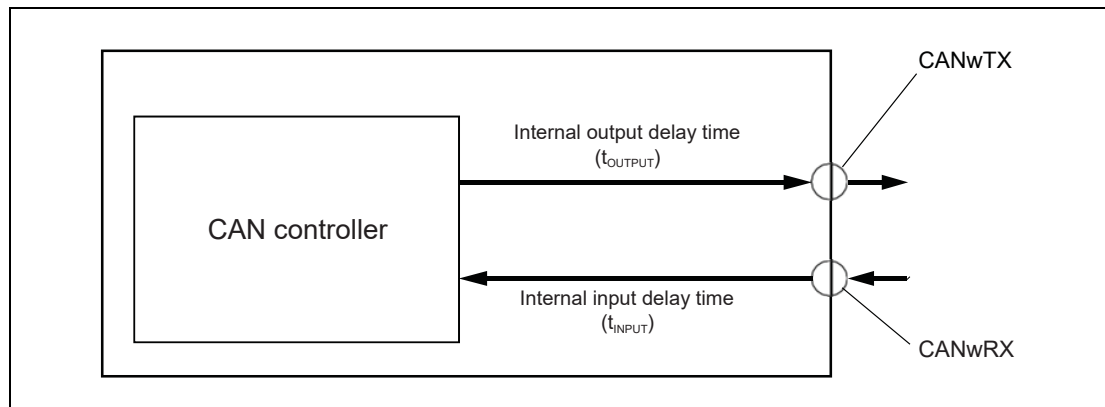 CANwTX
Internal output delay time
(tOUTPUT)
CAN controller
Internal input delay time
(tINPUT)
CANwRX